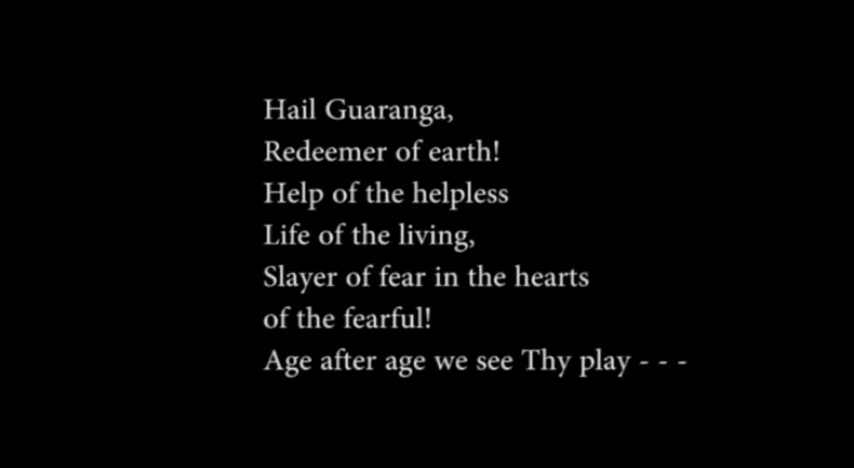 Hail Guaranga,
Redeemer of earth!
Help of the helpless
Life of the living,
Slayer of fear in the hearts
of the fearful!
Age after age we see Thy play - - -